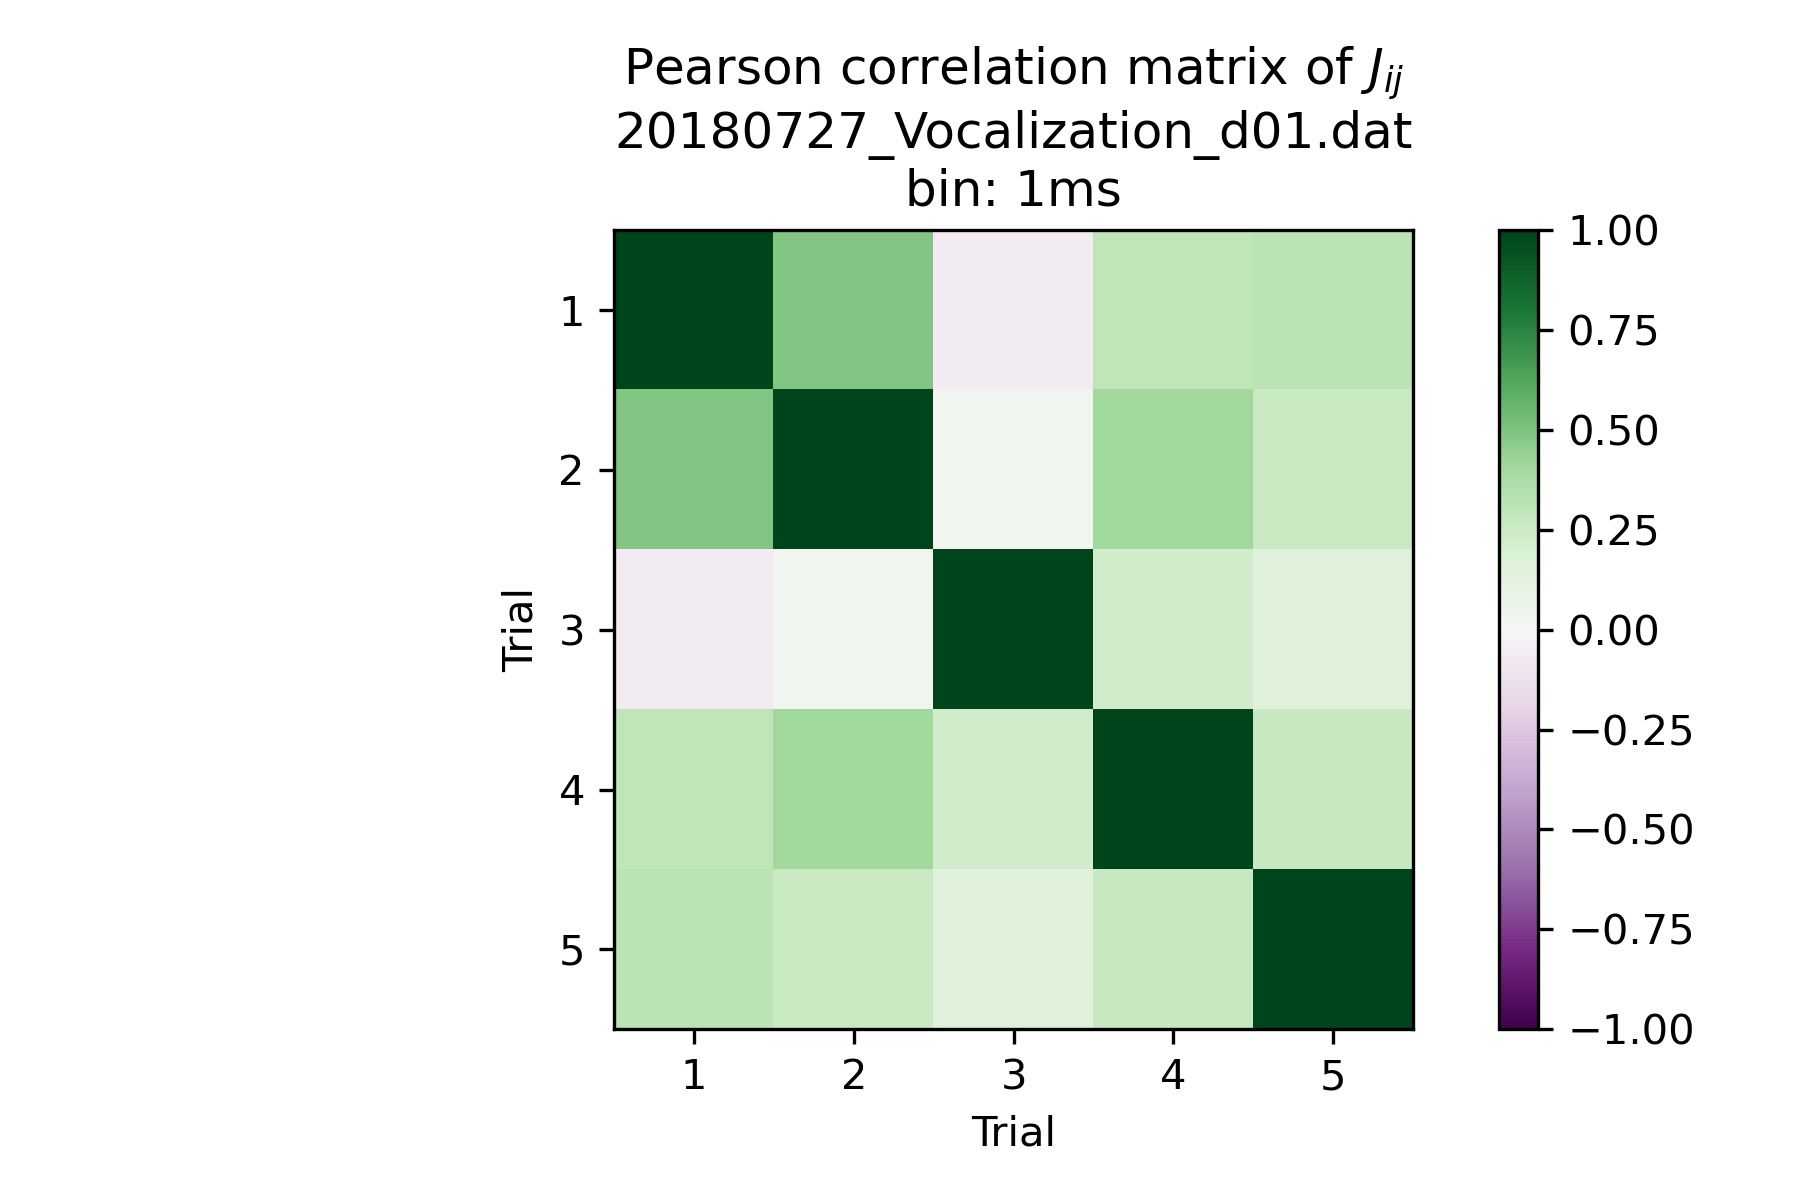 Pearson correlation matrix of J_ij
20180727_Vocalization_d01.dat
bin: 1ms
1
2
3
4
5
Trial
1 2 3 4 5
Trial
1.00
0.75
0.50
0.25
0.00
−0.25
−0.50
−0.75
−1.00